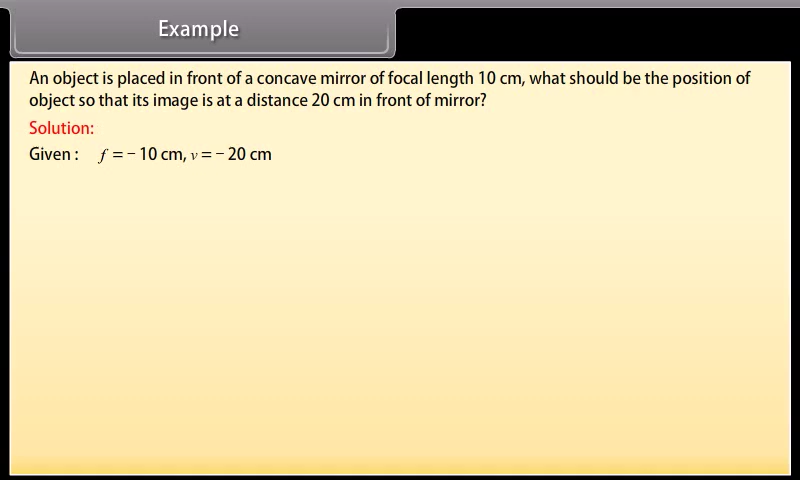 Example
An object is placed in front of a concave mirror of focal length 10 cm, what should be the position of
object so that its image is at a distance 20 cm in front of mirror?
Solution:
Given : f = – 10 cm, v = – 20 cm